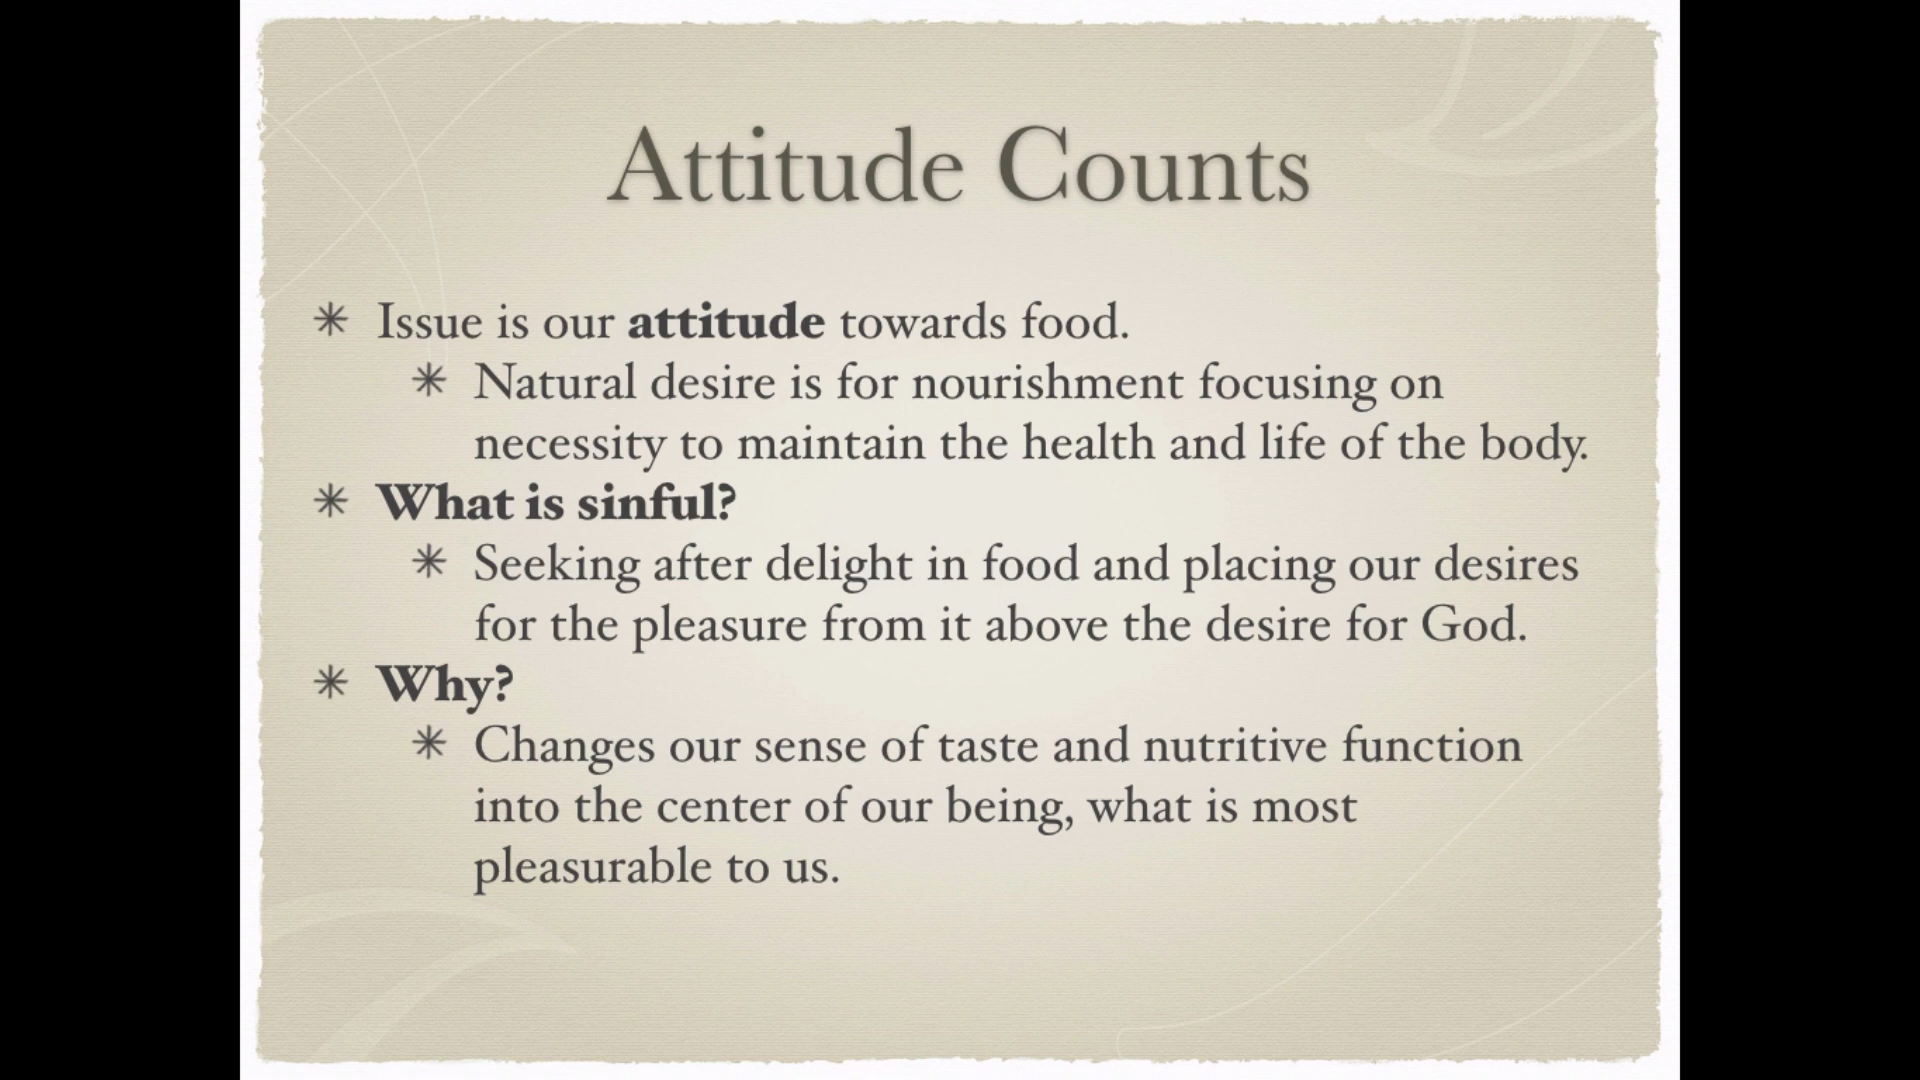 Attitude Counts
Issue is our attitude towards food.
Natural desire is for nourishment focusing on
necessity to maintain the health and life of the body.
What is sinful?
Seeking after delight in food and placing our desires
for the pleasure from it above the desire for God.
Why?
Changes our sense of taste and nutritive function
into the center of our being, what is most
pleasurable to us.